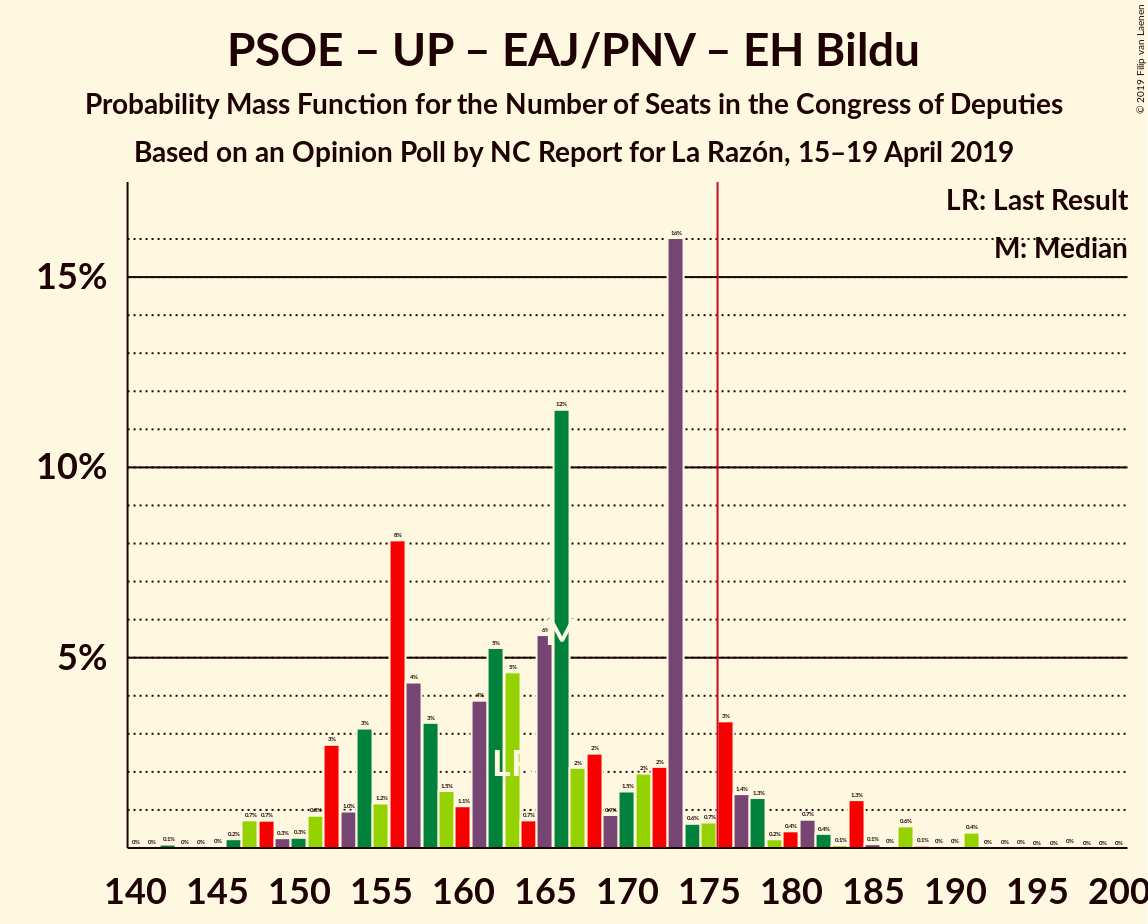 PSOE – UP – EAJ/PNV – EH Bildu
Probability Mass Function for the Number of Seats in the Congress of Deputies
Based on an Opinion Poll by NC Report for La Razón, 15–19 April 2019
© 2019 Filip van Laenen
LR: Last Result
M: Median
15%
10%
5%
0% 0% 0.1% 0% 0% 0% 0.2% 0.7% 0.7% 0.3% 0.3% 0.8% 3% 1.0% 3% 1.2% 8% 4% 3% 1.5% 1.1% 4% 5% 5% 0.7% 6% 12% 2% 2% 0.9% 1.5% 2% 2% 16% 0.6% 0.7% 3% 1.4% 1.3% 0.2% 0.4% 0.7% 0.4% 0.1% 1.3% 0.1% 0% 0.6% 0.1% 0% 0% 0.4% 0% 0% 0% 0% 0% 0% 0% 0% 0%
M
LR
140 145 150 155 160 165 170 175 180 185 190 195 200